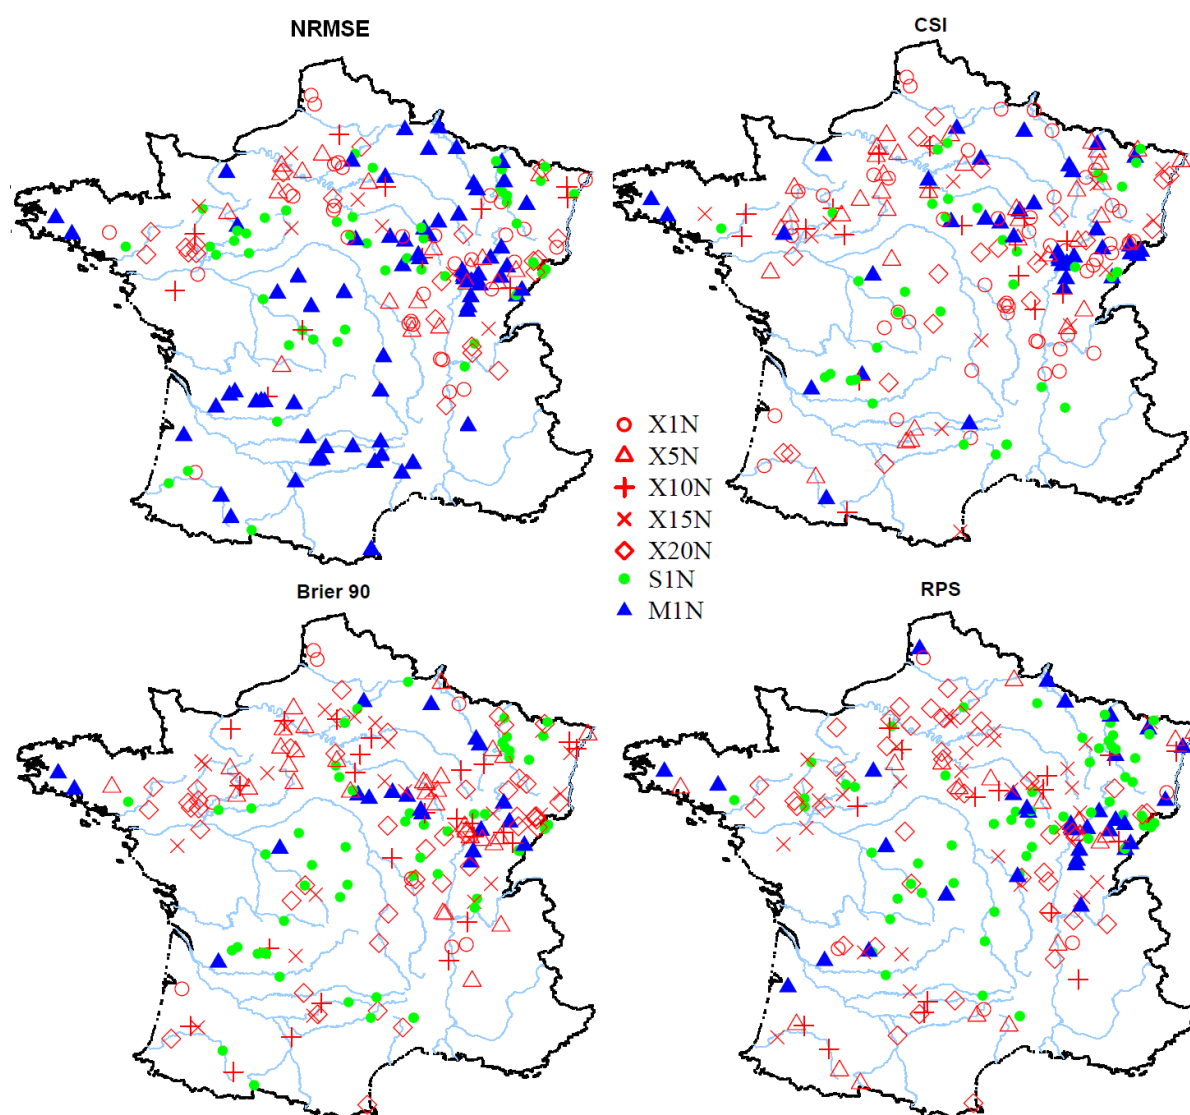 NRMSE
CSI
X1N
X5N
X10N
X15N
X20N
S1N
M1N
Brier 90
RPS